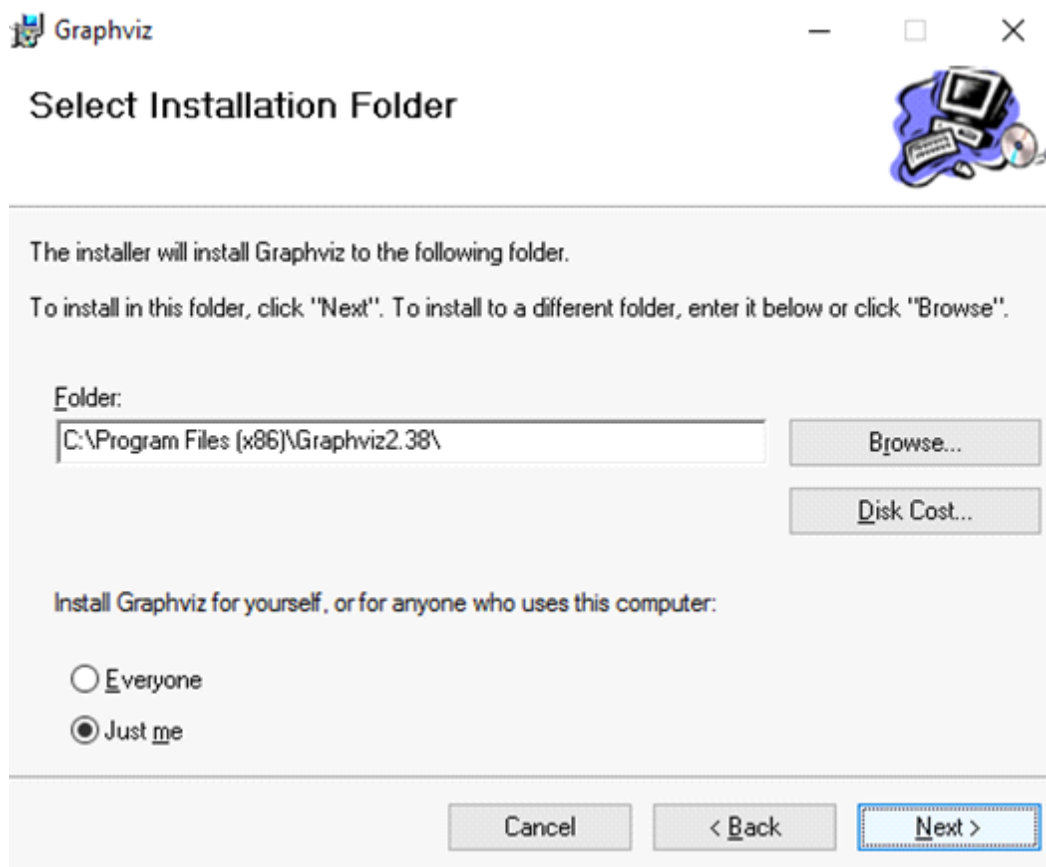 Graphviz
Select Installation Folder
The installer will install Graphviz to the following folder.
To install in this folder, click "Next". To install to a different folder, enter it below or click "Browse".
Folder:
C:\Program Files (x86)\Graphviz2.38\
Browse...
Disk Cost...
Install Graphviz for yourself, or for anyone who uses this computer:
Everyone
Just me
Cancel
< Back
Next >